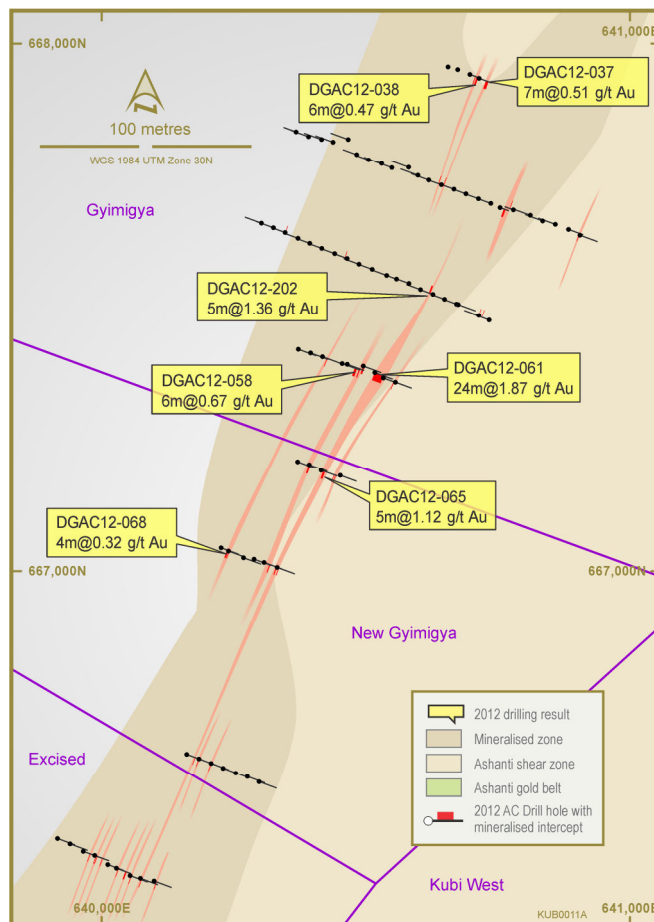 641,000E
668,000N
DGAC12-038
6m@0.47 g/t Au
DGAC12-037
7m@0.51 g/t Au
N
100 metres
WGS 1984 UTM Zone 30N
Gyimigya
DGAC12-202
5m@1.36 g/t Au
DGAC12-058
6m@0.67 g/t Au
DGAC12-061
24m@1.87 g/t Au
DGAC12-065
5m@1.12 g/t Au
DGAC12-068
4m@0.32 g/t Au
667,000N
667,000N
New Gyimigya
Excised
2012 drilling result
Mineralised zone
Ashanti shear zone
Ashanti gold belt
2012 AC Drill hole with
mineralised intercept
Kubi West
KUB0011A
640,000E
641,000E